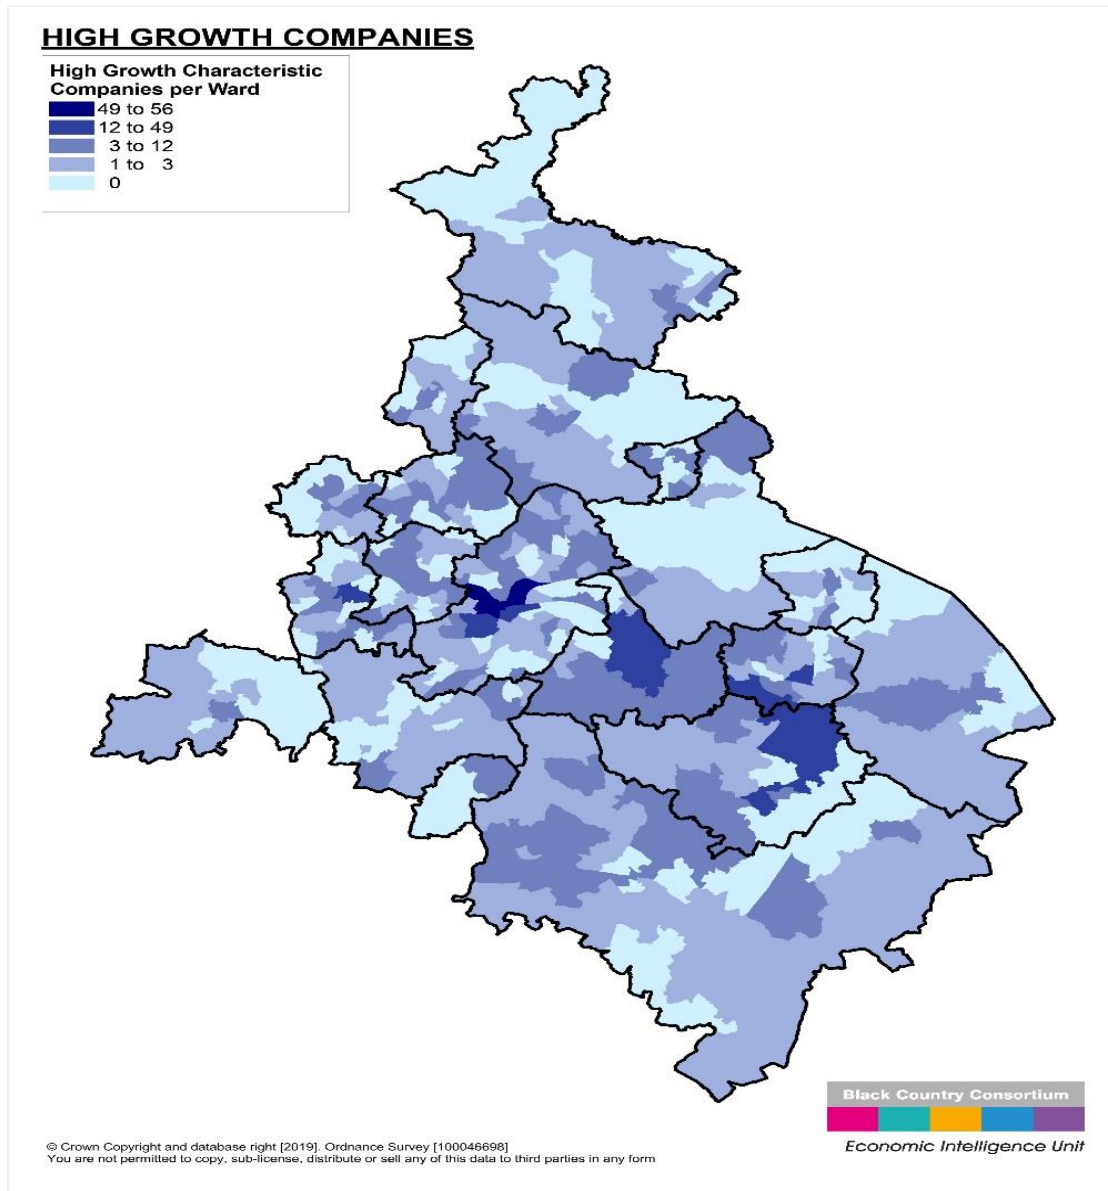 HIGH GROWTH COMPANIES
High Growth Characteristic
Companies per Ward
49 to 56
12 to 49
3 to 12
1 to 3
0
Black Country Consortium
Economic Intelligence Unit
© Crown Copyright and database right [2019]. Ordnance Survey [100046698]
You are not permitted to copy, sub-license, distribute or sell any of this data to third parties in any form